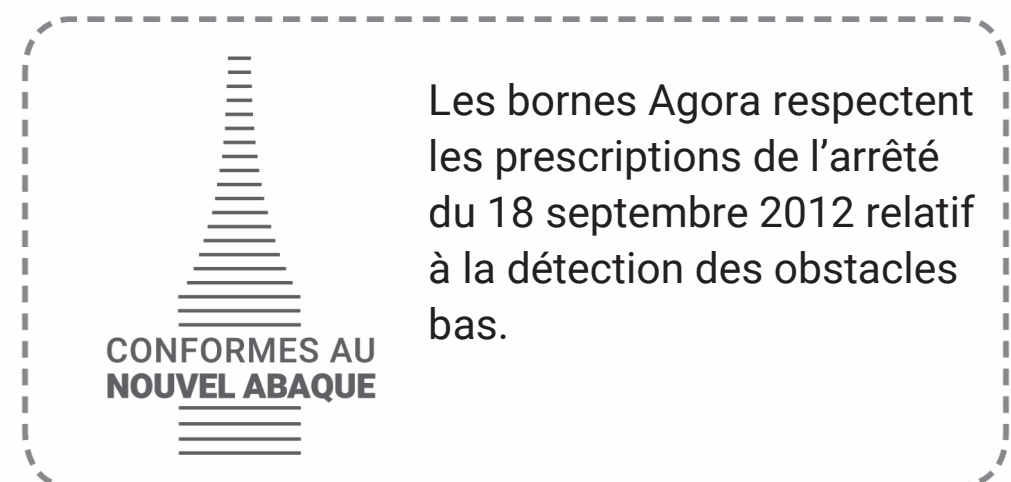 CONFORMES AU
NOUVEL ABAQUE
Les bornes Agora respectent
les prescriptions de l’arrêté
du 18 septembre 2012 relatif
à la détection des obstacles
bas.